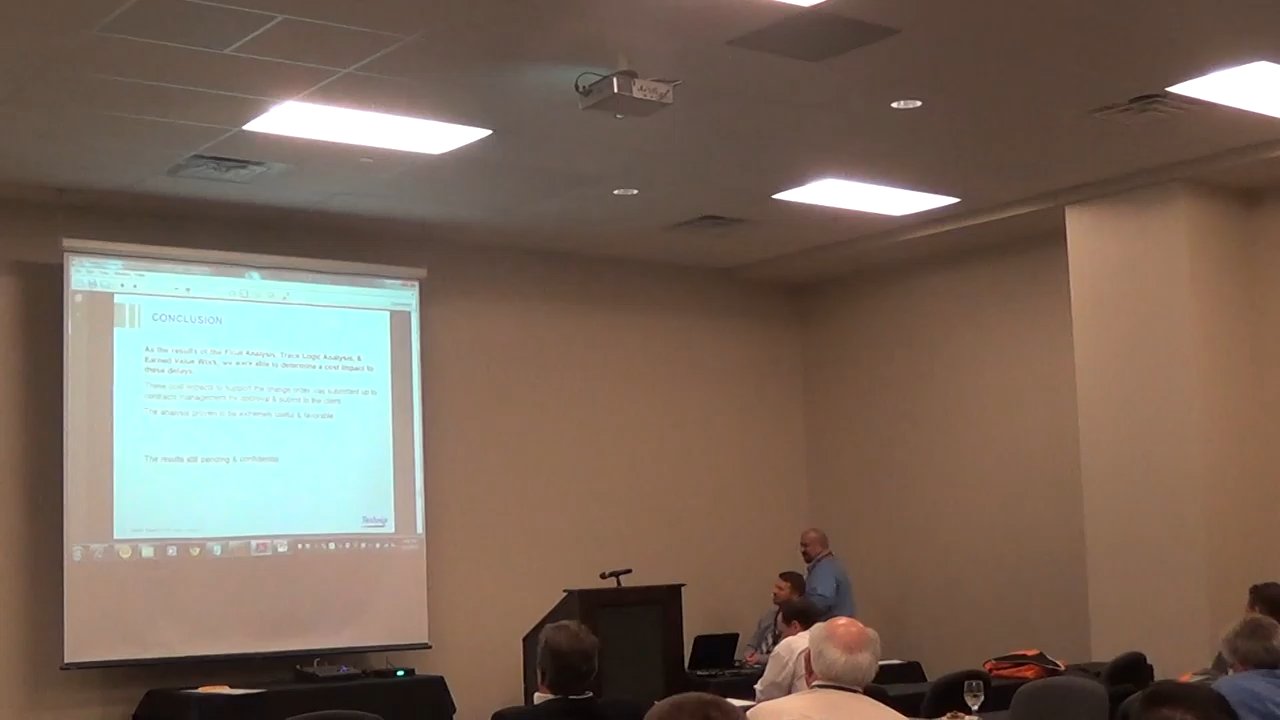 CONCLUSION
As the results of the Float Analysis, Trace Logic Analysis, &
Earned Value Work, we were able to determine a cost impact to
these delays.
These cost impacts to support the change order was submitted up to
contracts management for approval & submit to the client.
The analysis proven to be extremely useful & favorable
The results still pending & confidential
Technip